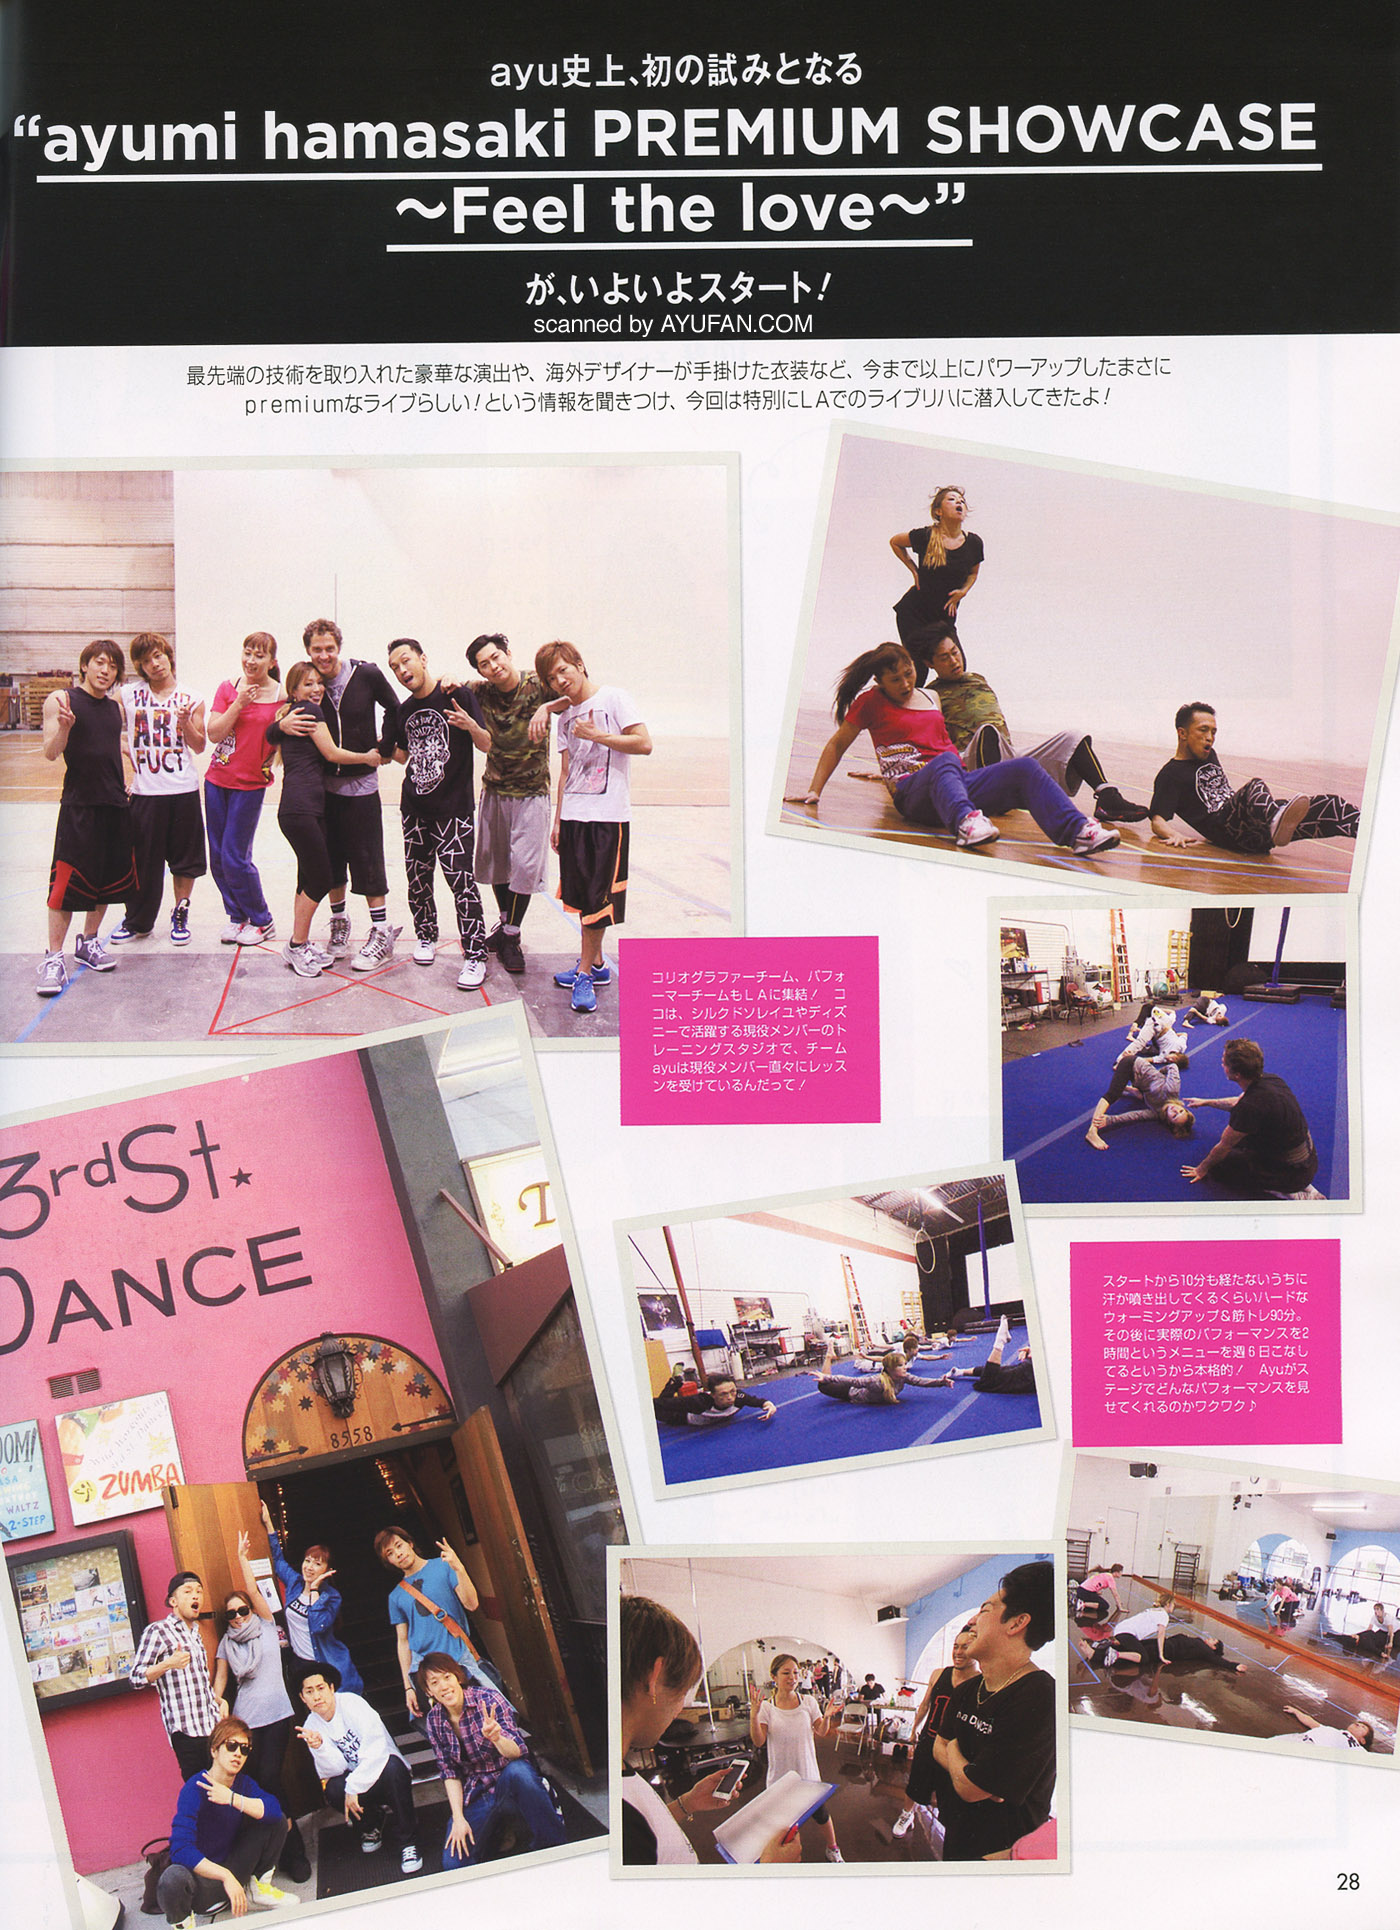 ayu史上、初の試みとなる
“ayumi hamasaki PREMIUM SHOWCASE
～Feel the love～”
が、いよいよスタート！
scanned by AYUFAN.COM
最先端の技術を取り入れた豪華な演出や、海外デザイナーが手掛けた衣装など、今まで以上にパワーアップしたまさに
premiumなライブらしい！という情報を聞きつけ、今回は特別にLAでのライブリハに潜入してきたよ！
ART
FUCT
コリオグラファーチーム、パフォ
ーマーチームもLAに集結！　コ
コは、シルクドソレイユやディズ
ニーで活躍する現役メンバーのト
レーニングスタジオで、チーム
ayuは現役メンバー直々にレッス
ンを受けているんだって！
3rdSt.
DANCE
スタートから10分も経たないうちに
汗が噴き出してくるくらいハードな
ウォーミングアップ＆筋トレ90分。
その後に実際のパフォーマンスを2
時間というメニューを週6日こなし
てるというから本格的！　Ayuがス
テージでどんなパフォーマンスを見
せてくれるのかワクワク♪
8558
ZUMBA
WALTZ
2-STEP
28